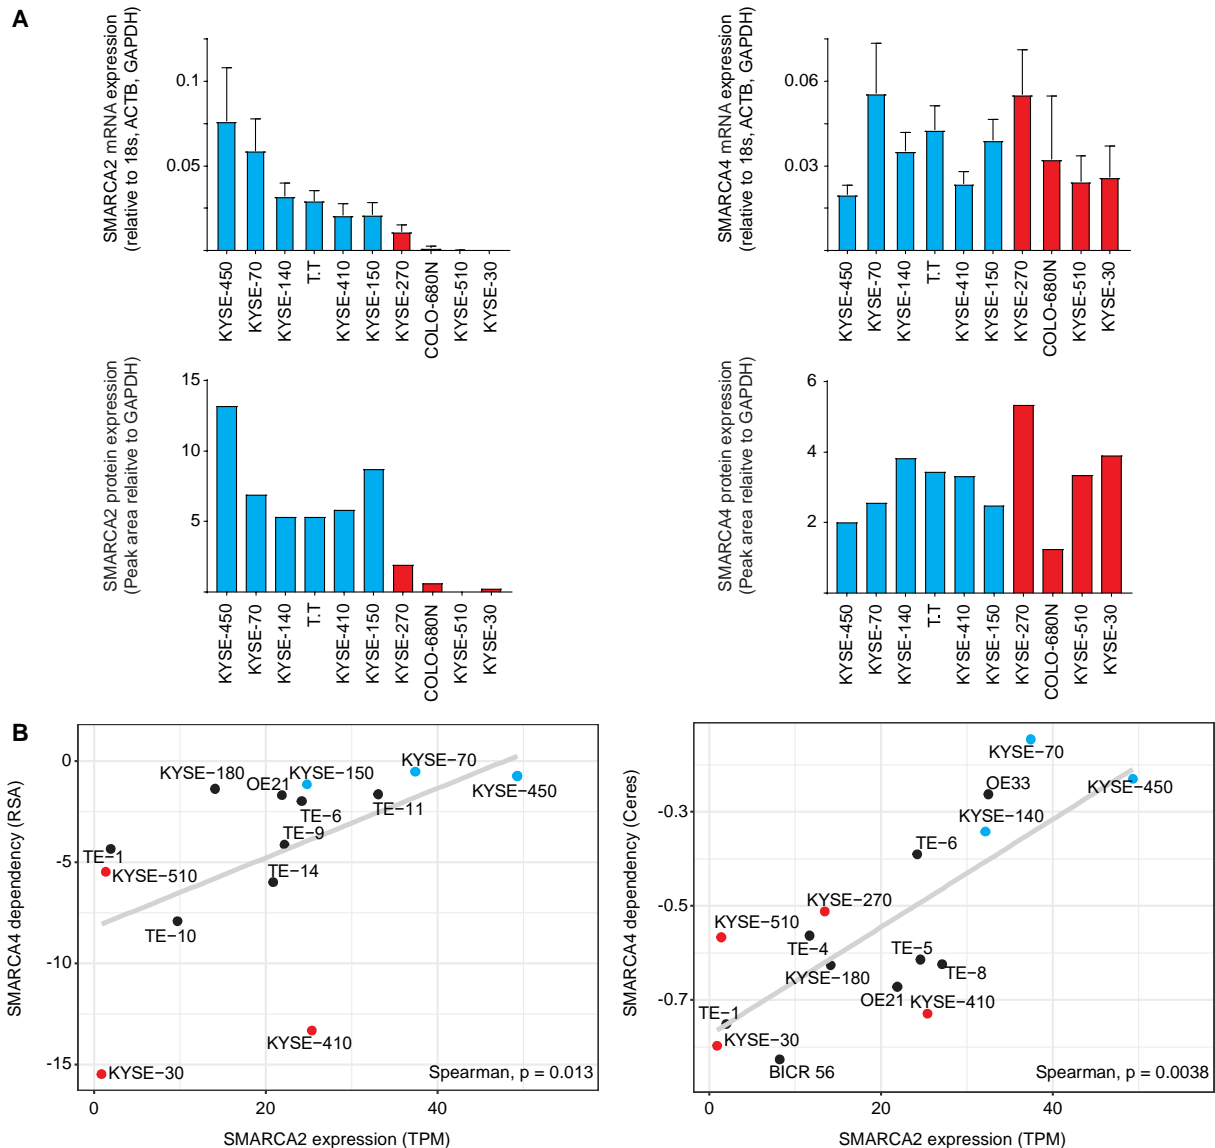 A
SMARCA2 mRNA expression
(relative to 18s, ACTB, GAPDH)
0.1
0.05
KYSE-450
KYSE-70
KYSE-140
T.T
KYSE-410
KYSE-150
KYSE-270
COLO-680N
KYSE-510
KYSE-30
SMARCA4 mRNA expression
(relative to 18s, ACTB, GAPDH)
0.06
0.03
KYSE-450
KYSE-70
KYSE-140
T.T
KYSE-410
KYSE-150
KYSE-270
COLO-680N
KYSE-510
KYSE-30
SMARCA2 protein expression
(Peak area relaitve to GAPDH)
15
10
5
KYSE-450
KYSE-70
KYSE-140
T.T
KYSE-410
KYSE-150
KYSE-270
COLO-680N
KYSE-510
KYSE-30
SMARCA4 protein expression
(Peak area relative to GAPDH)
6
4
2
KYSE-450
KYSE-70
KYSE-140
T.T
KYSE-410
KYSE-150
KYSE-270
COLO-680N
KYSE-510
KYSE-30
B
SMARCA4 dependency (RSA)
0
-5
-10
-15
KYSE−180
OE21
KYSE−150
KYSE−70
KYSE−450
TE−6
TE−11
TE−9
TE−1
KYSE−510
TE−14
TE−10
KYSE−410
KYSE−30
Spearman, p = 0.013
0
20
40
SMARCA2 expression (TPM)
SMARCA4 dependency (Ceres)
-0.3
-0.5
-0.7
KYSE−70
OE33
KYSE−450
KYSE−140
TE−6
KYSE−270
KYSE−510
TE−4
TE−5
TE−8
KYSE−180
OE21
KYSE−410
TE−1
KYSE−30
BICR 56
Spearman, p = 0.0038
0
20
40
SMARCA2 expression (TPM)